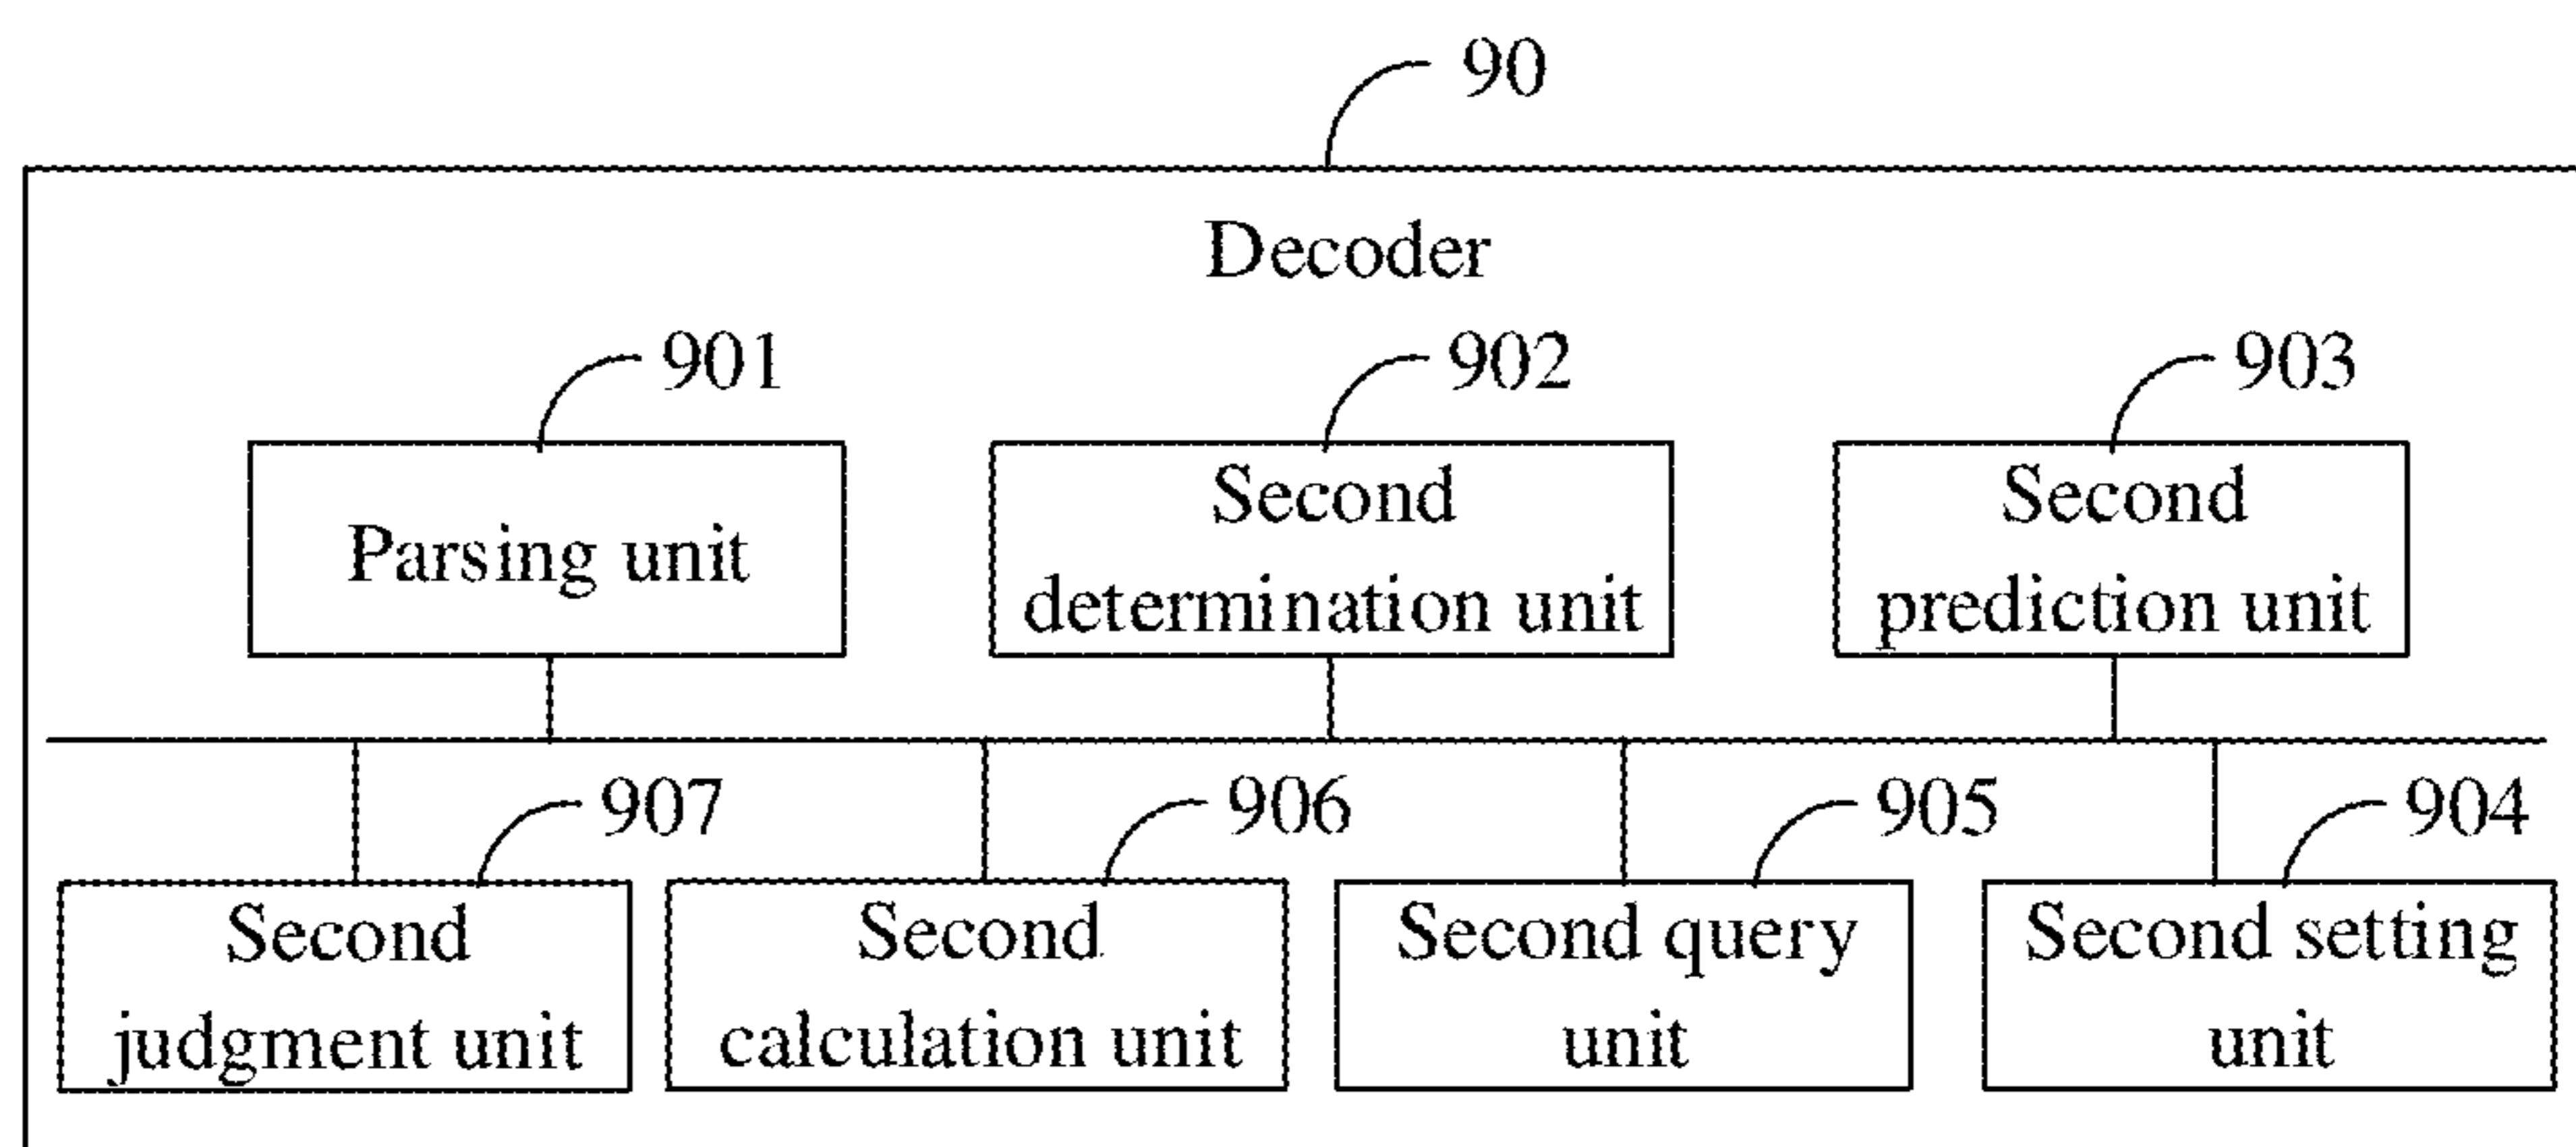 90
Decoder
901
902
903
Parsing unit
Second
determination unit
Second
prediction unit
907
906
905
904
Second
judgment unit
Second
calculation unit
Second query
unit
Second setting
unit